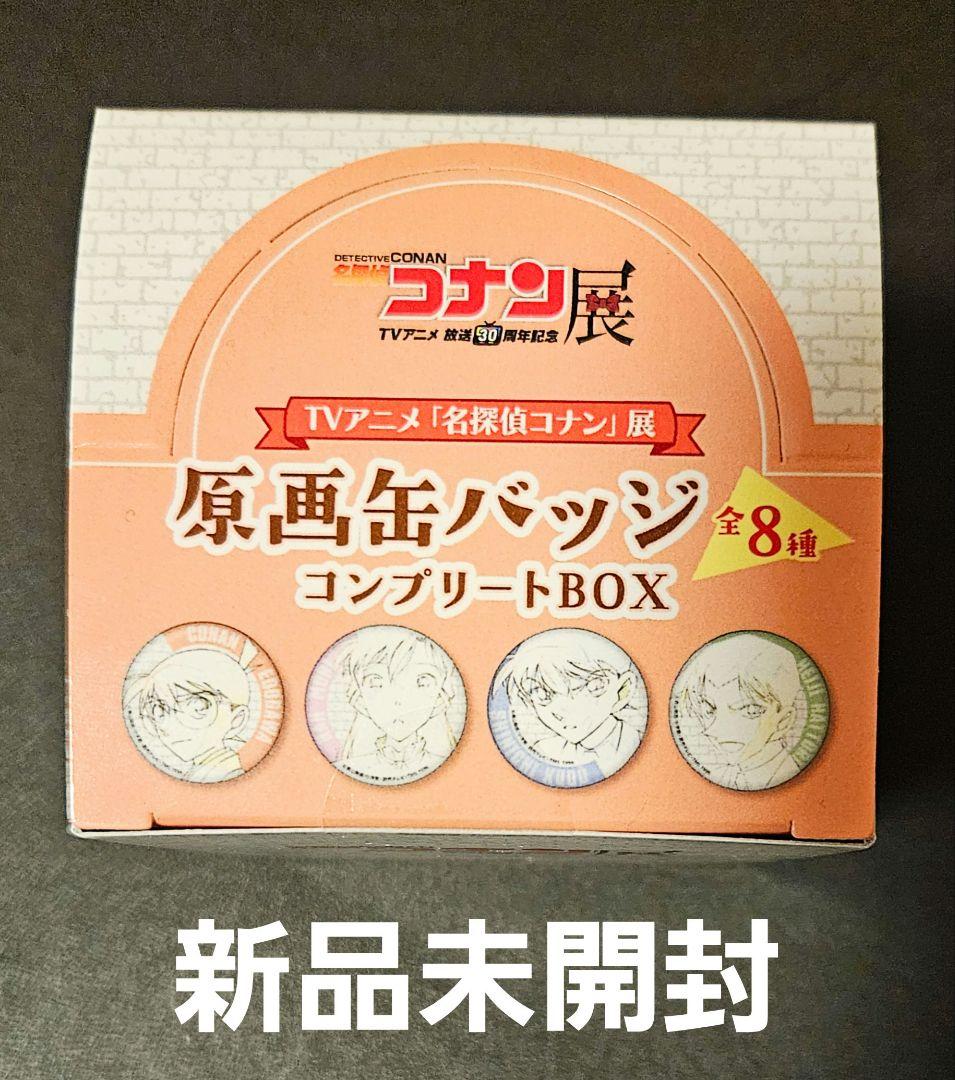 DETECTIVE CONAN
名探偵コナン展
TVアニメ 放送30周年記念
TVアニメ「名探偵コナン」展
原画缶バッジ
全8種
コンプリートBOX
CONAN EDOGAWA
SHINICHI KUDO
HEIJI HATTORI
新品未開封